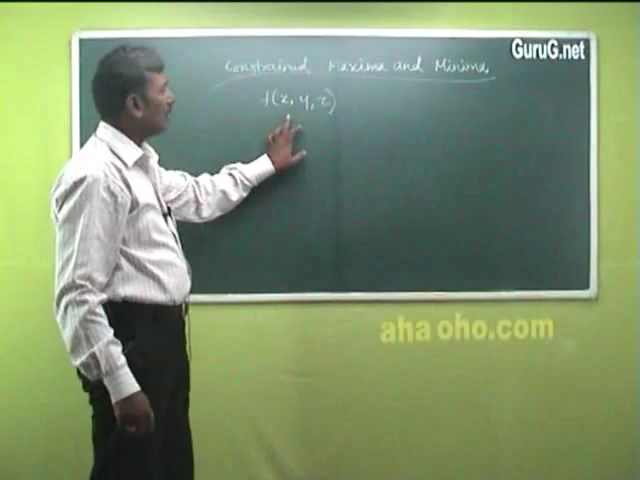 GuruG.net
Constrained Maxima and Minima
f(x, y, z)
aha oho.com